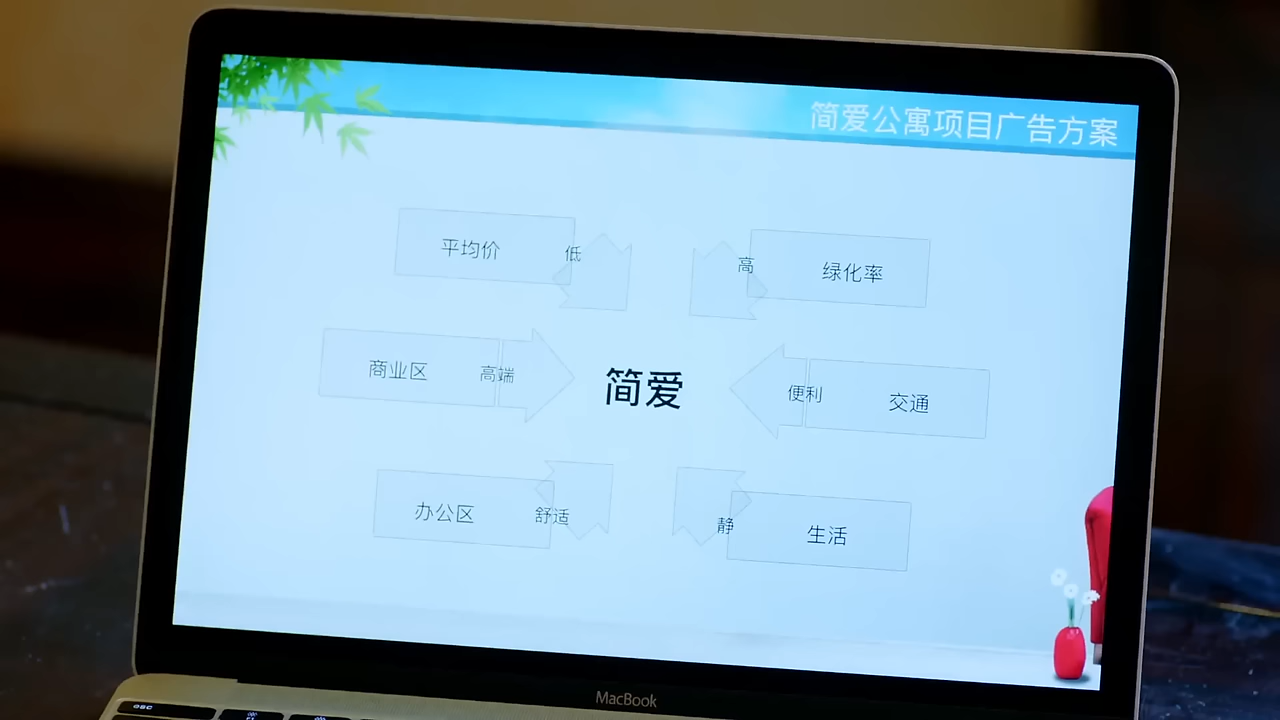 简爱公寓项目广告方案
平均价 低
高 绿化率
商业区 高端
简爱
便利 交通
办公区 舒适
静 生活
MacBook
esc